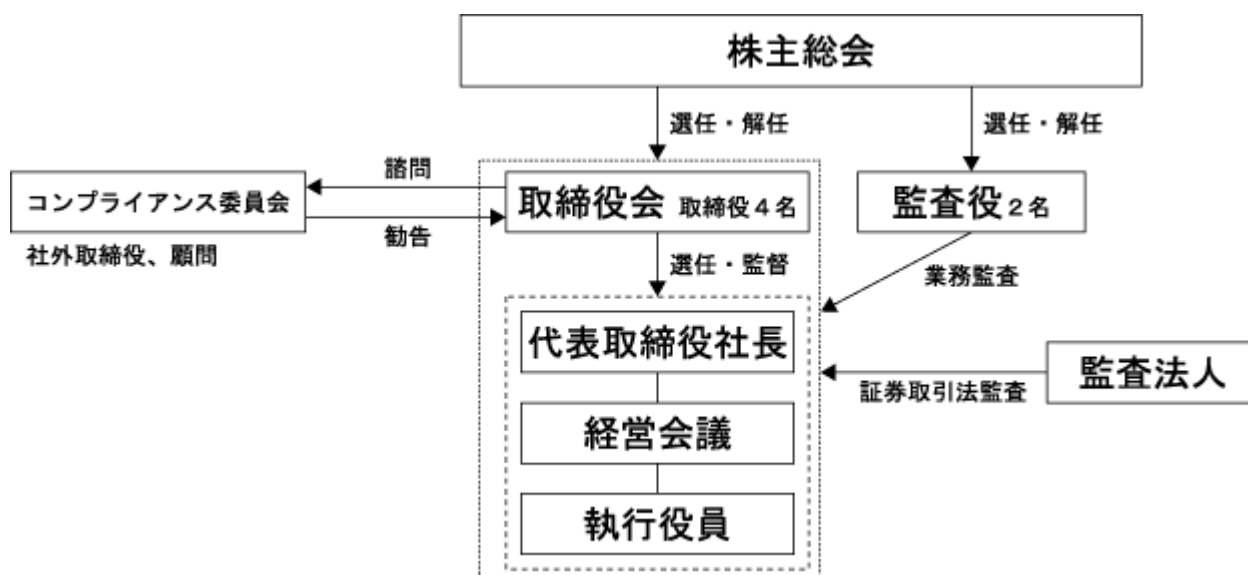 株主総会
選任・解任
選任・解任
諮問
コンプライアンス委員会
取締役会 取締役４名
監査役２名
勧告
社外取締役、顧問
選任・監督
業務監査
代表取締役社長
監査法人
証券取引法監査
経営会議
執行役員